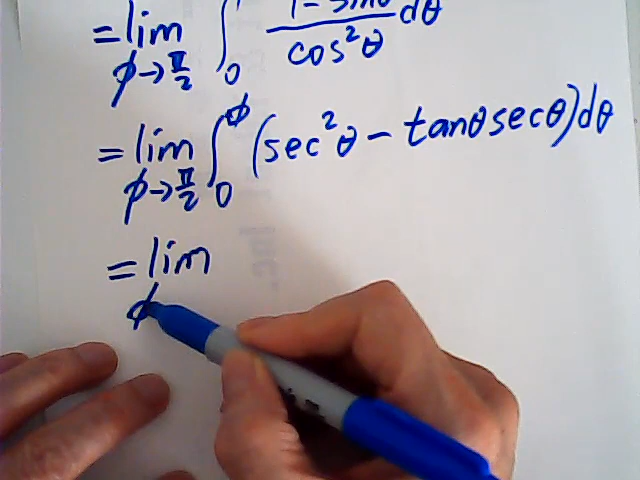 = lim ∫ 1 - sinθ dθ
ϕ→π/2 0 cos²θ
= lim ∫ ϕ (sec²θ - tanθsecθ)dθ
ϕ→π/2 0
= lim
ϕ